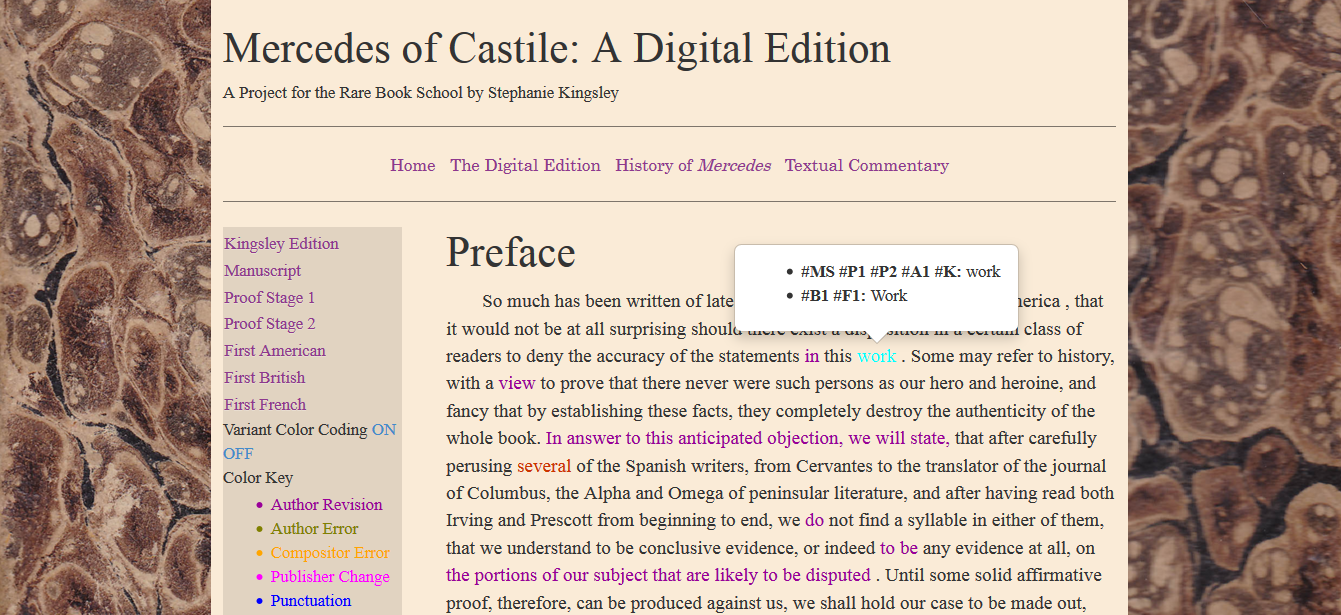 Mercedes of Castile: A Digital Edition
A Project for the Rare Book School by Stephanie Kingsley
Home The Digital Edition History of Mercedes Textual Commentary
Kingsley Edition
Manuscript
Proof Stage 1
Proof Stage 2
First American
First British
First French
Variant Color Coding ON
OFF
Color Key
• Author Revision
• Author Error
• Compositor Error
• Publisher Change
• Punctuation
Preface
• #MS #P1 #P2 #A1 #K: work
• #B1 #F1: Work
So much has been written of late , that
it would not be at all surprising should there exist a disposition in a certain class of
readers to deny the accuracy of the statements in this work . Some may refer to history,
with a view to prove that there never were such persons as our hero and heroine, and
fancy that by establishing these facts, they completely destroy the authenticity of the
whole book. In answer to this anticipated objection, we will state, that after carefully
perusing several of the Spanish writers, from Cervantes to the translator of the journal
of Columbus, the Alpha and Omega of peninsular literature, and after having read both
Irving and Prescott from beginning to end, we do not find a syllable in either of them,
that we understand to be conclusive evidence, or indeed to be any evidence at all, on
the portions of our subject that are likely to be disputed . Until some solid affirmative
proof, therefore, can be produced against us, we shall hold our case to be made out,